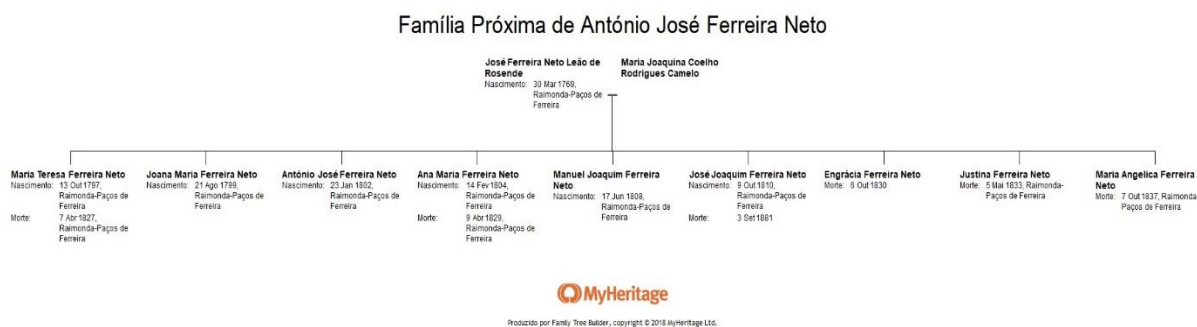 Família Próxima de António José Ferreira Neto
José Ferreira Neto Leão de
Rosende
Nascimento: 30 Mar 1769,
Raimonda-Paços de
Ferreira
Maria Joaquina Coelho
Rodrigues Camelo
Maria Teresa Ferreira Neto
Nascimento: 13 Out 1797,
Raimonda-Paços de
Ferreira
Morte: 7 Abr 1827,
Raimonda-Paços de
Ferreira
Joana Maria Ferreira Neto
Nascimento: 21 Ago 1799,
Raimonda-Paços de
Ferreira
António José Ferreira Neto
Nascimento: 23 Jan 1802,
Raimonda-Paços de
Ferreira
Ana Maria Ferreira Neto
Nascimento: 14 Fev 1804,
Raimonda-Paços de
Ferreira
Morte: 9 Abr 1829,
Raimonda-Paços de
Ferreira
Manuel Joaquim Ferreira
Neto
Nascimento: 17 Jun 1808,
Raimonda-Paços de
Ferreira
José Joaquim Ferreira Neto
Nascimento: 9 Out 1810,
Raimonda-Paços de
Ferreira
Morte: 3 Set 1881
Engrácia Ferreira Neto
Morte: 6 Out 1830
Justina Ferreira Neto
Morte: 5 Mai 1833, Raimonda-
Paços de Ferreira
Maria Angelica Ferreira
Neto
Morte: 7 Out 1837, Raimonda-
Paços de Ferreira
MyHeritage
Produzido por Family Tree Builder, copyright © 2018 MyHeritage Ltd.